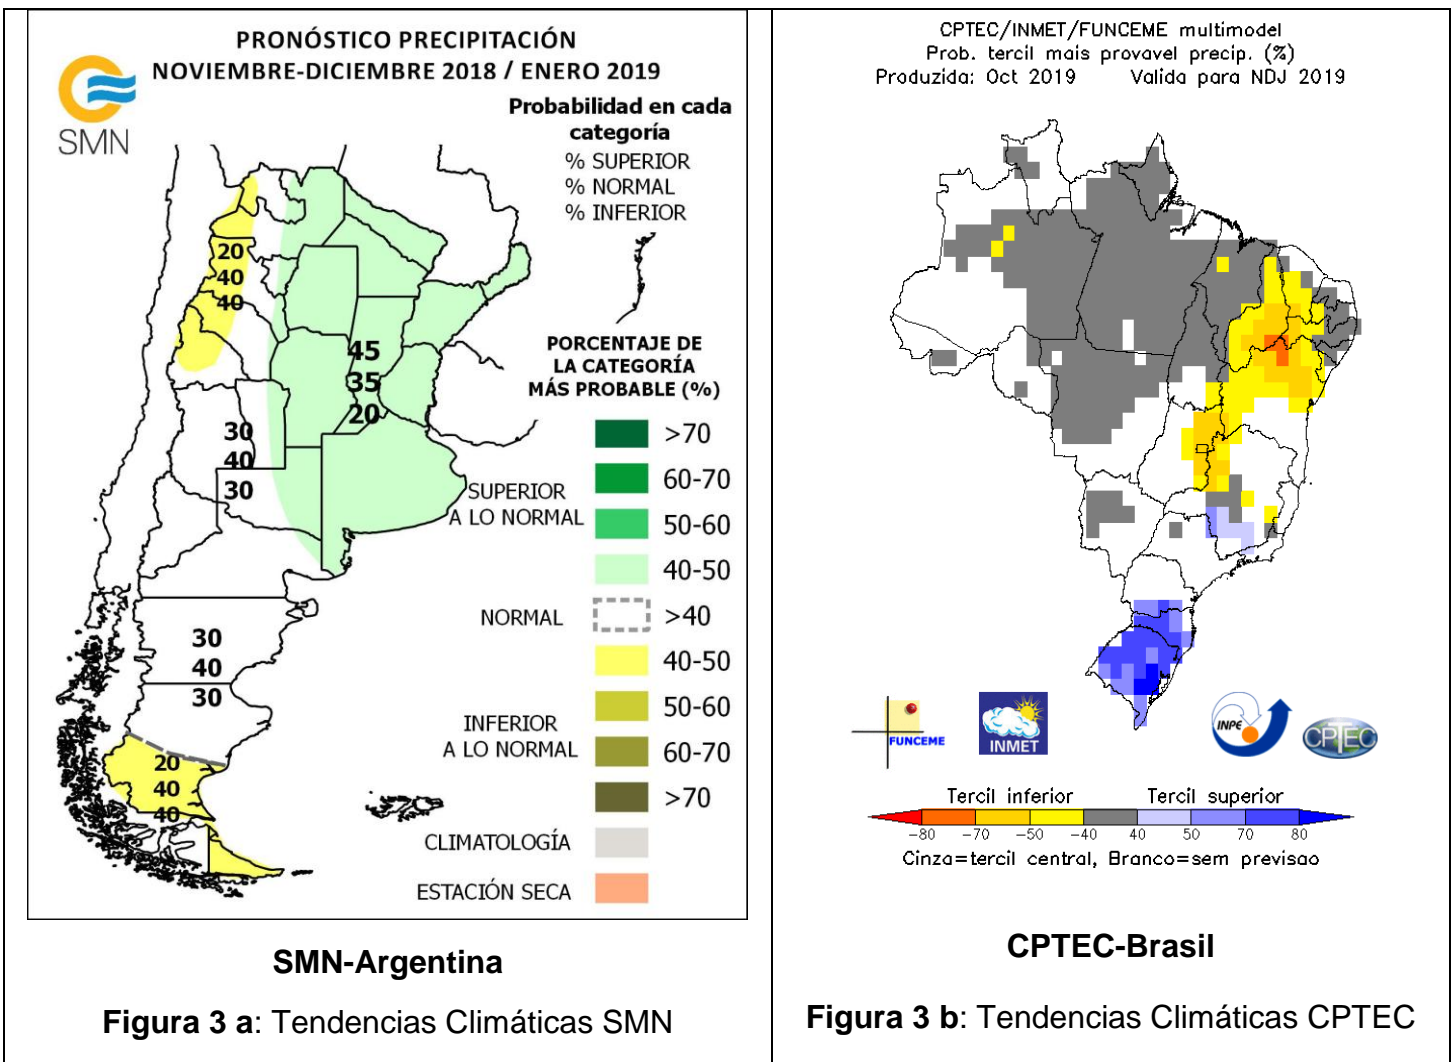 PRONÓSTICO PRECIPITACIÓN
NOVIEMBRE-DICIEMBRE 2018 / ENERO 2019
SMN
Probabilidad en cada
categoría
% SUPERIOR
% NORMAL
% INFERIOR
20
40
40
45
35
20
30
40
30
30
40
30
20
40
40
PORCENTAJE DE
LA CATEGORÍA
MÁS PROBABLE (%)
>70
60-70
SUPERIOR
A LO NORMAL
50-60
40-50
NORMAL
>40
40-50
50-60
INFERIOR
A LO NORMAL
60-70
>70
CLIMATOLOGÍA
ESTACIÓN SECA
SMN-Argentina
Figura 3 a: Tendencias Climáticas SMN
CPTEC/INMET/FUNCEME multimodel
Prob. tercil mais provavel precip. (%)
Produzida: Oct 2019 Valida para NDJ 2019
FUNCEME
INMET
INPE
CPTEC
Tercil inferior Tercil superior
-80 -70 -50 -40 40 50 70 80
Cinza=tercil central, Branco=sem previsao
CPTEC-Brasil
Figura 3 b: Tendencias Climáticas CPTEC